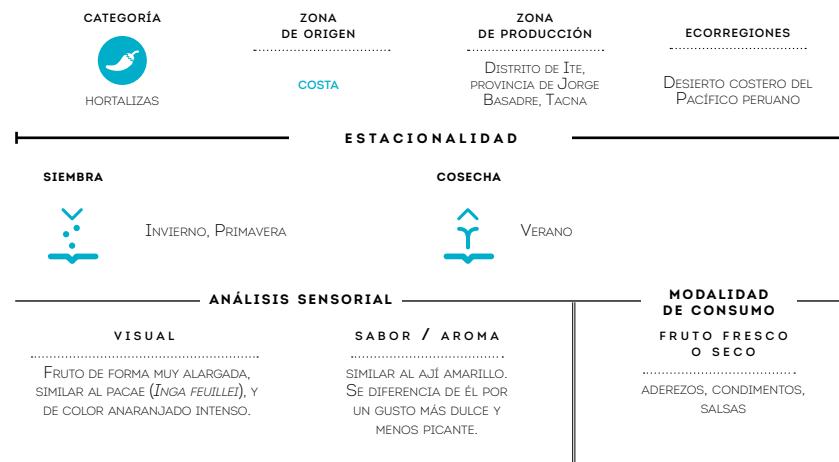 CATEGORÍA
HORTALIZAS
ZONA
DE ORIGEN
COSTA
ZONA
DE PRODUCCIÓN
Distrito de Ite,
provincia de Jorge
Basadre, Tacna
ECORREGIONES
Desierto costero del
Pacífico peruano
ESTACIONALIDAD
SIEMBRA
Invierno, Primavera
COSECHA
Verano
ANÁLISIS SENSORIAL
VISUAL
Fruto de forma muy alargada,
similar al pacae (Inga feuillei), y
de color anaranjado intenso.
SABOR / AROMA
similar al ají amarillo.
Se diferencia de él por
un gusto más dulce y
menos picante.
MODALIDAD
DE CONSUMO
FRUTO FRESCO
O SECO
aderezos, condimentos,
salsas